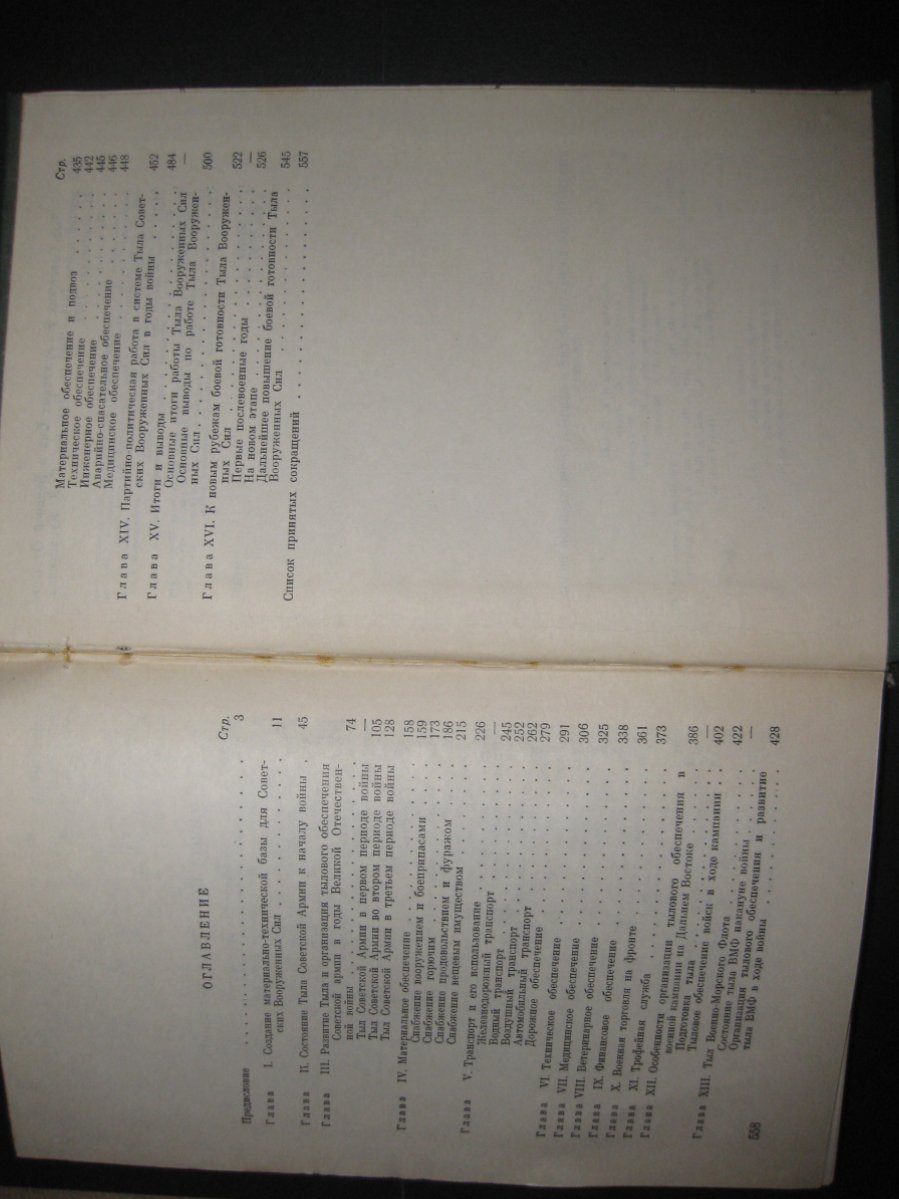 ОГЛАВЛЕНИЕ
Стр.
Предисловие . . . . . . . . . . . . . . . . . . . . 3
Глава I. Создание материально-технической базы для Совет-
ских Вооруженных Сил . . . . . . . . . . . . 11
Глава II. Состояние Тыла Советской Армии к началу войны . 45
Глава III. Развитие Тыла и организация тылового обеспечения
Советской армии в годы Великой Отечествен-
ной войны . . . . . . . . . . . . . . . . 74
Тыл Советской Армии в первом периоде войны —
Тыл Советской Армии во втором периоде войны 105
Тыл Советской Армии в третьем периоде войны 128
Глава IV. Материальное обеспечение . . . . . . . . . . 158
Снабжение вооружением и боеприпасами . . . . 159
Снабжение горючим . . . . . . . . . . . . 173
Снабжение продовольствием и фуражом . . . . 186
Снабжение вещевым имуществом . . . . . . . 215
Глава V. Транспорт и его использование . . . . . . . . 226
Железнодорожный транспорт . . . . . . . . —
Водный транспорт . . . . . . . . . . . . 245
Воздушный транспорт . . . . . . . . . . . 252
Автомобильный транспорт . . . . . . . . . 262
Дорожное обеспечение . . . . . . . . . . 279
Глава VI. Техническое обеспечение . . . . . . . . . . 291
Глава VII. Медицинское обеспечение . . . . . . . . . . 306
Глава VIII. Ветеринарное обеспечение . . . . . . . . . 325
Глава IX. Финансовое обеспечение . . . . . . . . . . 338
Глава X. Военная торговля на фронте . . . . . . . . . 361
Глава XI. Трофейная служба . . . . . . . . . . . . 373
Глава XII. Особенности организации тылового обеспечения в
военной кампании на Дальнем Востоке . . . . . 386
Подготовка тыла . . . . . . . . . . . . . —
Тыловое обеспечение войск в ходе кампании . . 402
Глава XIII. Тыл Военно-Морского Флота . . . . . . . . 422
Состояние тыла ВМФ накануне войны . . . . . —
Организация тылового обеспечения и развитие
тыла ВМФ в ходе войны . . . . . . . . . . 428
558
Стр.
Материальное обеспечение и подвоз . . . . . . 435
Техническое обеспечение . . . . . . . . . . 442
Инженерное обеспечение . . . . . . . . . . 445
Аварийно-спасательное обеспечение . . . . . . 446
Медицинское обеспечение . . . . . . . . . . 448
Глава XIV. Партийно-политическая работа в системе Тыла Совет-
ских Вооруженных Сил в годы войны . . . . . 452
Глава XV. Итоги и выводы . . . . . . . . . . . . . 484
Основные итоги работы Тыла Вооруженных Сил —
Основные выводы по работе Тыла Вооружен-
ных Сил . . . . . . . . . . . . . . . . 500
Глава XVI. К новым рубежам боевой готовности Тыла Вооружен-
ных Сил . . . . . . . . . . . . . . . . 522
Первые послевоенные годы . . . . . . . . . —
На новом этапе . . . . . . . . . . . . . 526
Дальнейшее повышение боевой готовности Тыла
Вооруженных Сил . . . . . . . . . . . . 545
Список принятых сокращений . . . . . . . . . . . . 557